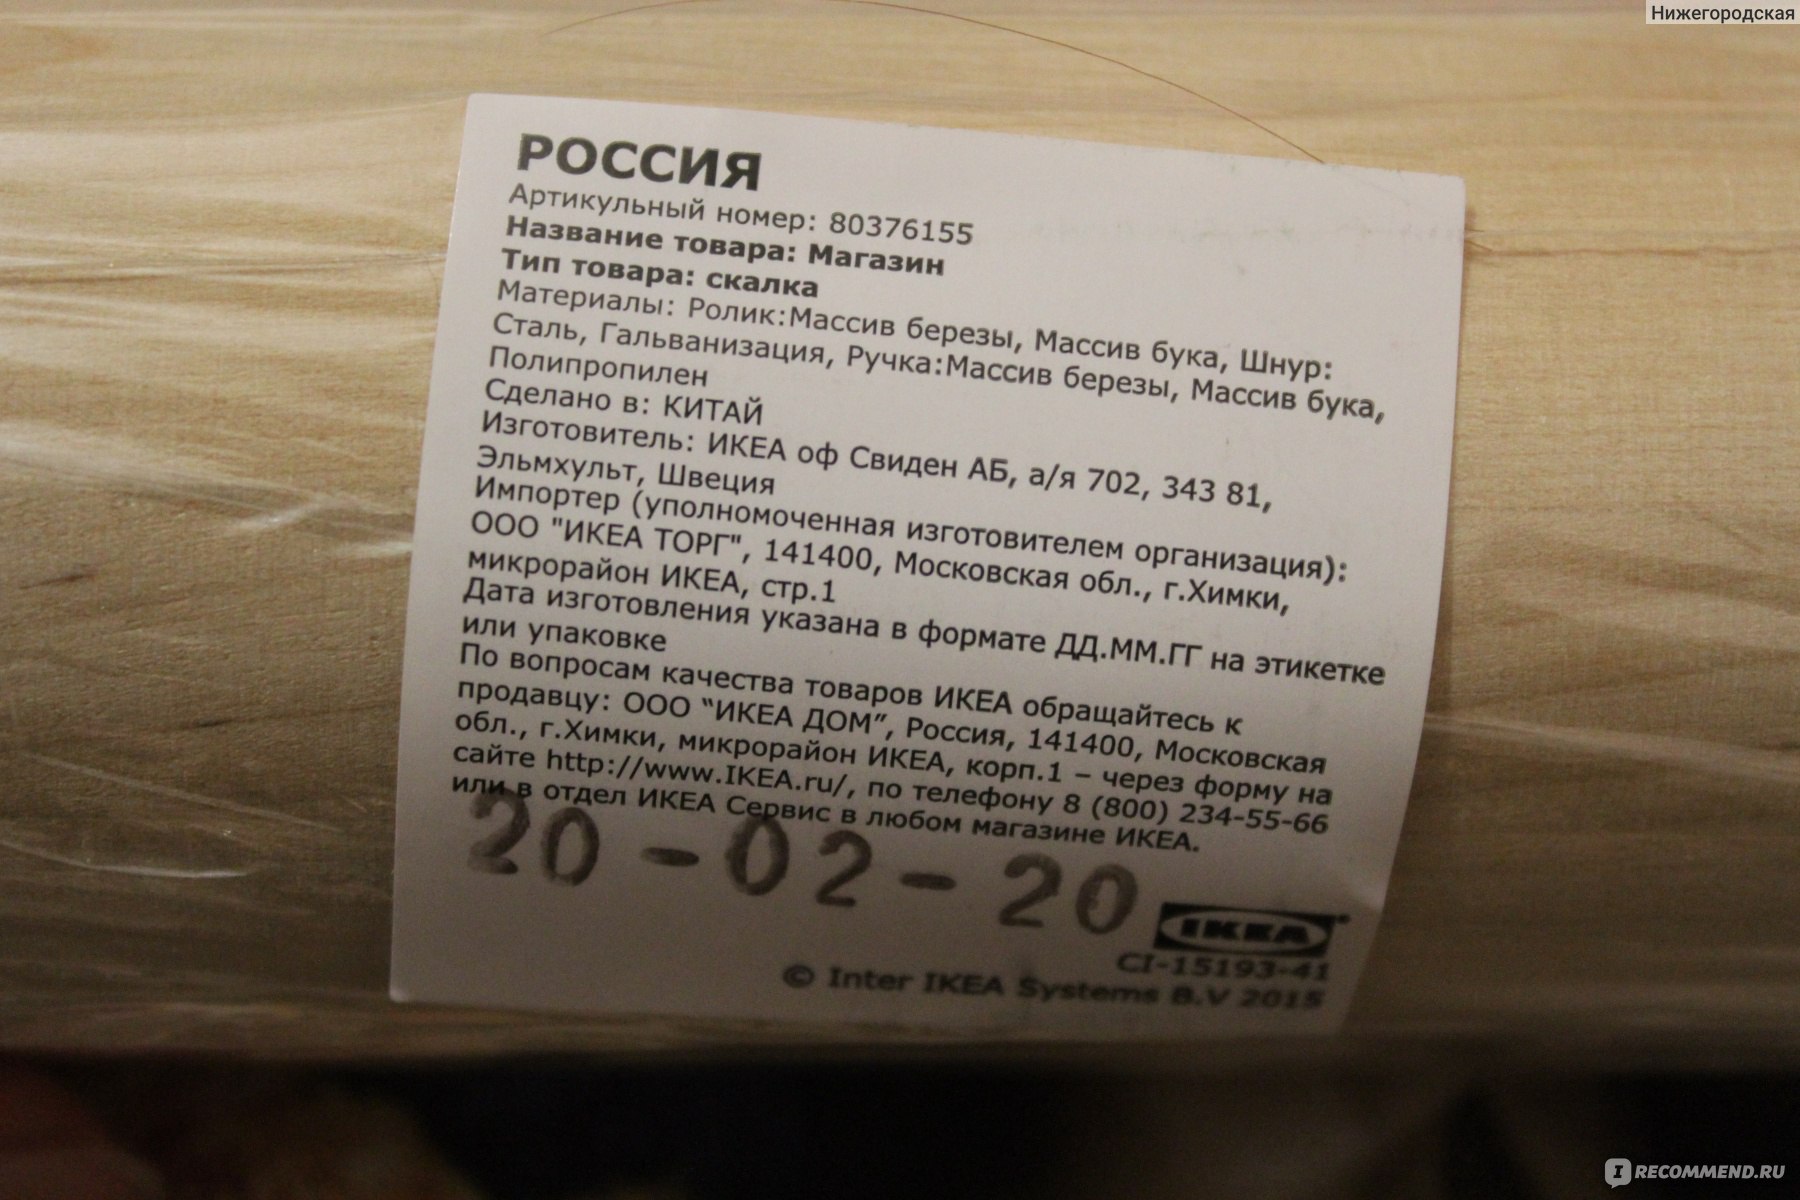 Нижегородская
РОССИЯ
Артикульный номер: 80376155
Название товара: Магазин
Тип товара: скалка
Материалы: Ролик:Массив березы, Массив бука, Шнур:
Сталь, Гальванизация, Ручка:Массив березы, Массив бука,
Полипропилен
Сделано в: КИТАЙ
Изготовитель: ИКЕА оф Свиден АБ, а/я 702, 343 81,
Эльмхульт, Швеция
Импортер (уполномоченная изготовителем организация):
ООО "ИКЕА ТОРГ", 141400, Московская обл., г.Химки,
микрорайон ИКЕА, стр.1
Дата изготовления указана в формате ДД.ММ.ГГ на этикетке
или упаковке
По вопросам качества товаров ИКЕА обращайтесь к
продавцу: ООО “ИКЕА ДОМ”, Россия, 141400, Московская
обл., г.Химки, микрорайон ИКЕА, корп.1 – через форму на
сайте http://www.IKEA.ru/, по телефону 8 (800) 234-55-66
или в отдел ИКЕА Сервис в любом магазине ИКЕА.
20-02-20
IKEA
CI-15193-41
© Inter IKEA Systems B.V 2015
IRECOMMEND.RU